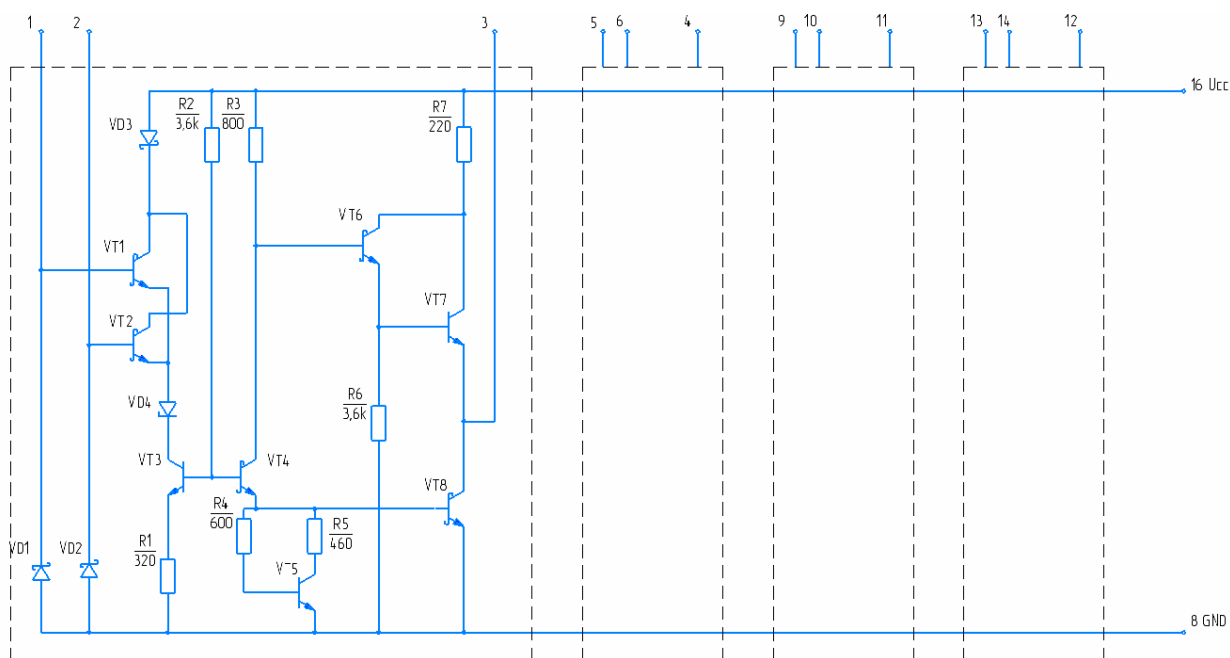 1 2 3 5 6 4 9 10 11 13 14 12
16 Ucc
R2 R3 R7
3,6k 800 220
VD3
VT6
VT1
VT7
VT2
R6
3,6k
VD4
VT3 VT4
VT8
R4
600
R5
460
R1
320
VD1 VD2
VT5
8 GND